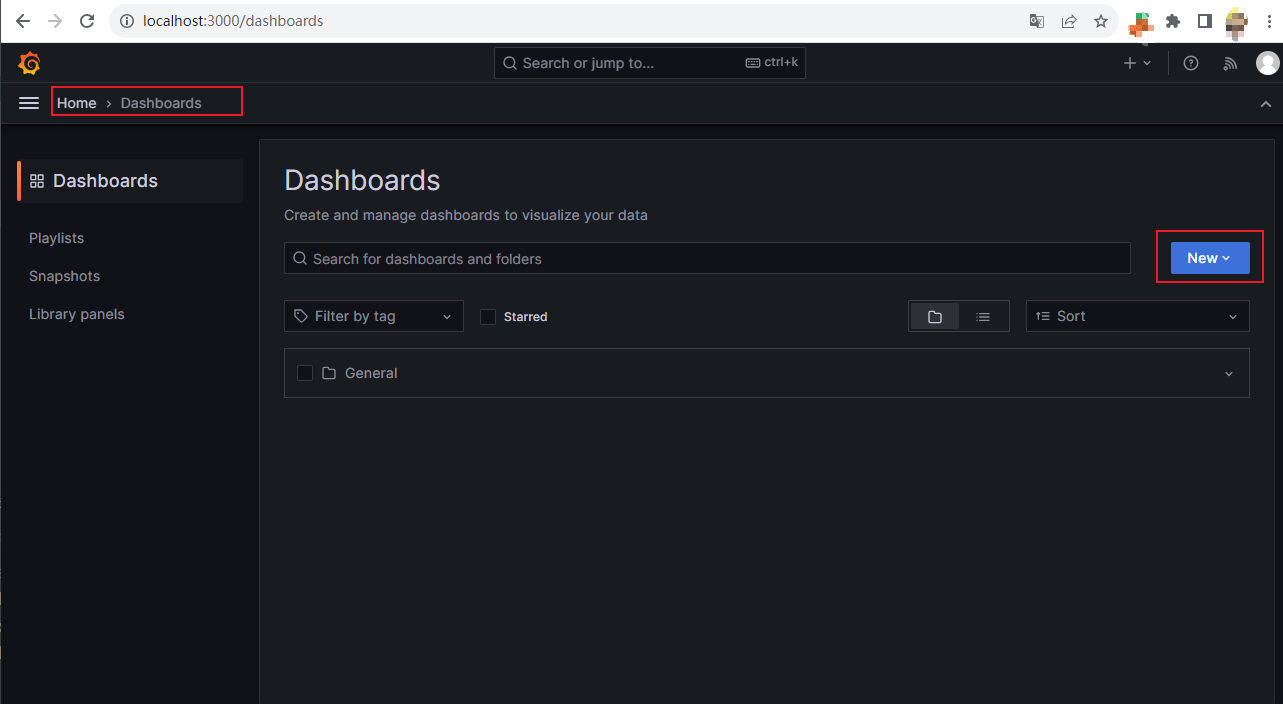 localhost:3000/dashboards
Search or jump to... ctrl+k
Home › Dashboards
Dashboards
Playlists
Snapshots
Library panels
Dashboards
Create and manage dashboards to visualize your data
Search for dashboards and folders
New
Filter by tag
Starred
Sort
General